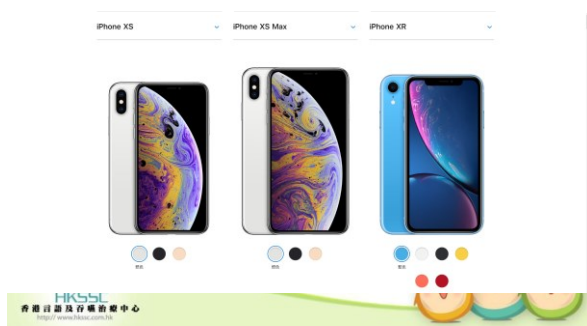 iPhone XS
iPhone XS Max
iPhone XR
HKSSL
香港言語及吞嚥治療中心
http://www.hkssc.com.hk